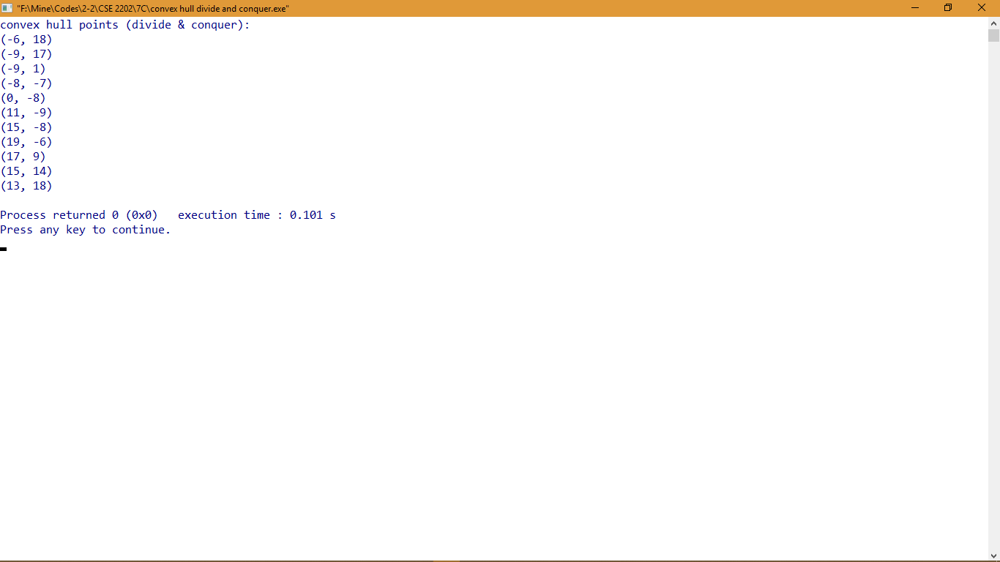 "F:\Mine\Codes\2-2\CSE 2202\7C\convex hull divide and conquer.exe"
convex hull points (divide & conquer):
(-6, 18)
(-9, 17)
(-9, 1)
(-8, -7)
(0, -8)
(11, -9)
(15, -8)
(19, -6)
(17, 9)
(15, 14)
(13, 18)
Process returned 0 (0x0)   execution time : 0.101 s
Press any key to continue.